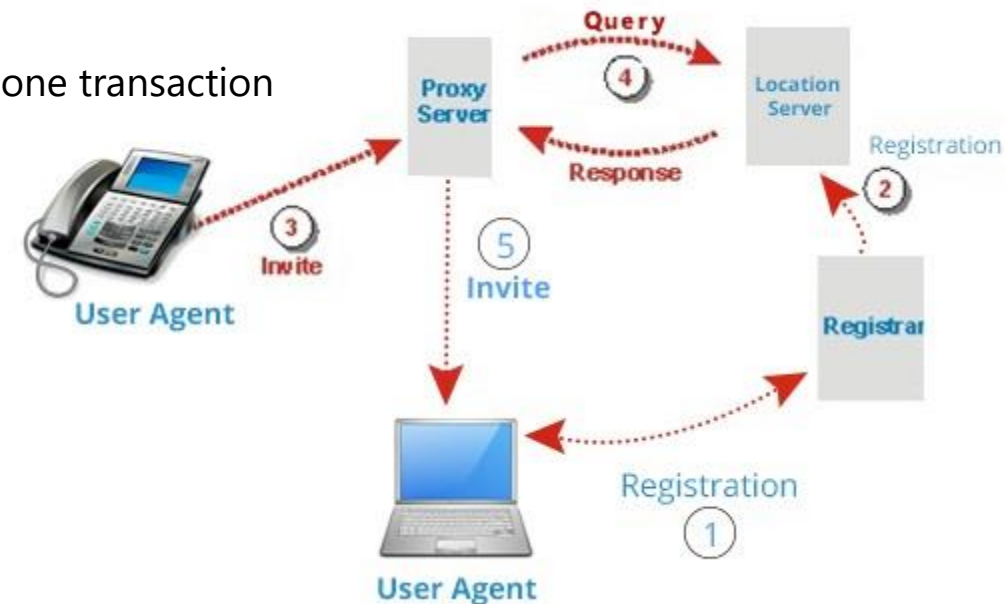 Query
one transaction
4
Proxy
Server
Location
Server
Registration
Response
2
3
5
Invite
Invite
User Agent
Registrar
Registration
1
User Agent